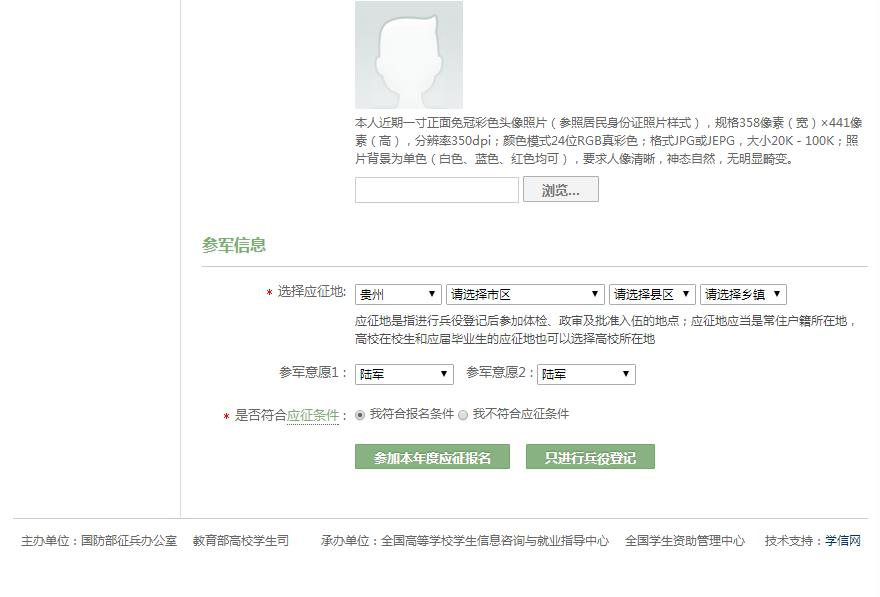 本人近期一寸正面免冠彩色头像照片（参照居民身份证照片样式），规格358像素（宽）×441像
素（高），分辨率350dpi；颜色模式24位RGB真彩色；格式JPG或JEPG，大小20K－100K；照
片背景为单色（白色、蓝色、红色均可），要求人像清晰，神态自然，无明显畸变。
浏览...
参军信息
* 选择应征地: 贵州 请选择市区 请选择县区 请选择乡镇
应征地是指进行兵役登记后参加体检、政审及批准入伍的地点；应征地应当是常住户籍所在地，
高校在校生和应届毕业生的应征地也可以选择高校所在地
参军意愿1： 陆军 参军意愿2： 陆军
* 是否符合应征条件： 我符合报名条件 我不符合应征条件
参加本年度应征报名 只进行兵役登记
主办单位：国防部征兵办公室 教育部高校学生司 承办单位：全国高等学校学生信息咨询与就业指导中心 全国学生资助管理中心 技术支持：学信网